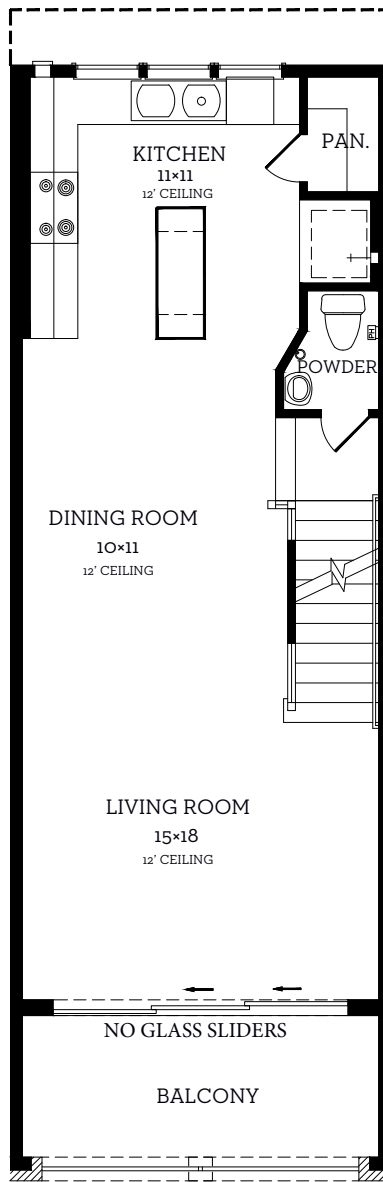 KITCHEN
11×11
12' CEILING
PAN.
PH
POWDER
DINING ROOM
10×11
12' CEILING
LIVING ROOM
15×18
12' CEILING
NO GLASS SLIDERS
BALCONY